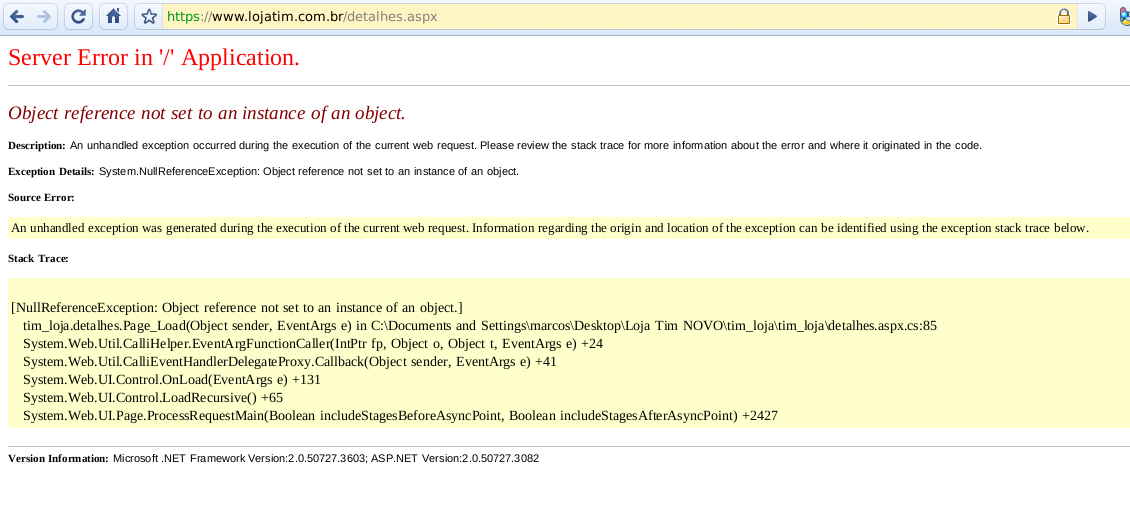 https://www.lojatim.com.br/detalhes.aspx
Server Error in '/' Application.
Object reference not set to an instance of an object.
Description: An unhandled exception occurred during the execution of the current web request. Please review the stack trace for more information about the error and where it originated in the code.
Exception Details: System.NullReferenceException: Object reference not set to an instance of an object.
Source Error:
An unhandled exception was generated during the execution of the current web request. Information regarding the origin and location of the exception can be identified using the exception stack trace below.
Stack Trace:
[NullReferenceException: Object reference not set to an instance of an object.]
tim_loja.detalhes.Page_Load(Object sender, EventArgs e) in C:\Documents and Settings\marcos\Desktop\Loja Tim NOVO\tim_loja\tim_loja\detalhes.aspx.cs:85
System.Web.Util.CalliHelper.EventArgFunctionCaller(IntPtr fp, Object o, Object t, EventArgs e) +24
System.Web.Util.CalliEventHandlerDelegateProxy.Callback(Object sender, EventArgs e) +41
System.Web.UI.Control.OnLoad(EventArgs e) +131
System.Web.UI.Control.LoadRecursive() +65
System.Web.UI.Page.ProcessRequestMain(Boolean includeStagesBeforeAsyncPoint, Boolean includeStagesAfterAsyncPoint) +2427
Version Information: Microsoft .NET Framework Version:2.0.50727.3603; ASP.NET Version:2.0.50727.3082